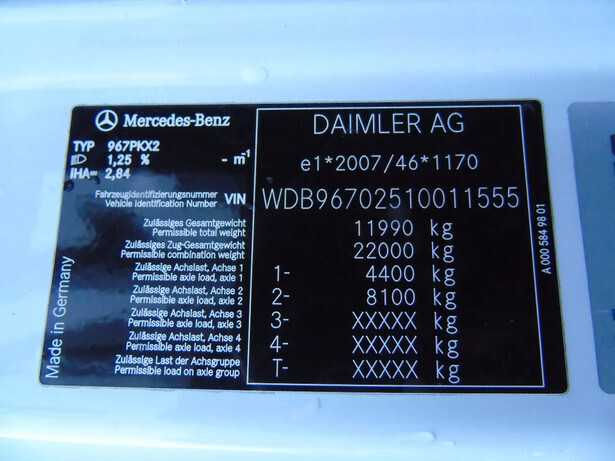 Mercedes-Benz
TYP 967PKX2
1,25 % - m⁻¹
IHA= 2,84
DAIMLER AG
e1*2007/46*1170
Fahrzeugidentifizierungsnummer
Vehicle Identification Number VIN WDB96702510011555
Zulässiges Gesamtgewicht
Permissible total weight 11990 kg
Zulässiges Zug-Gesamtgewicht
Permissible combination weight 22000 kg
Zulässige Achslast, Achse 1
Permissible axle load, axle 1 1- 4400 kg
Zulässige Achslast, Achse 2
Permissible axle load, axle 2 2- 8100 kg
Zulässige Achslast, Achse 3
Permissible axle load, axle 3 3- XXXXX kg
Zulässige Achslast, Achse 4
Permissible axle load, axle 4 4- XXXXX kg
Zulässige Last der Achsgruppe
Permissible load on axle group T- XXXXX kg
Made in Germany
A 000 584 98 01